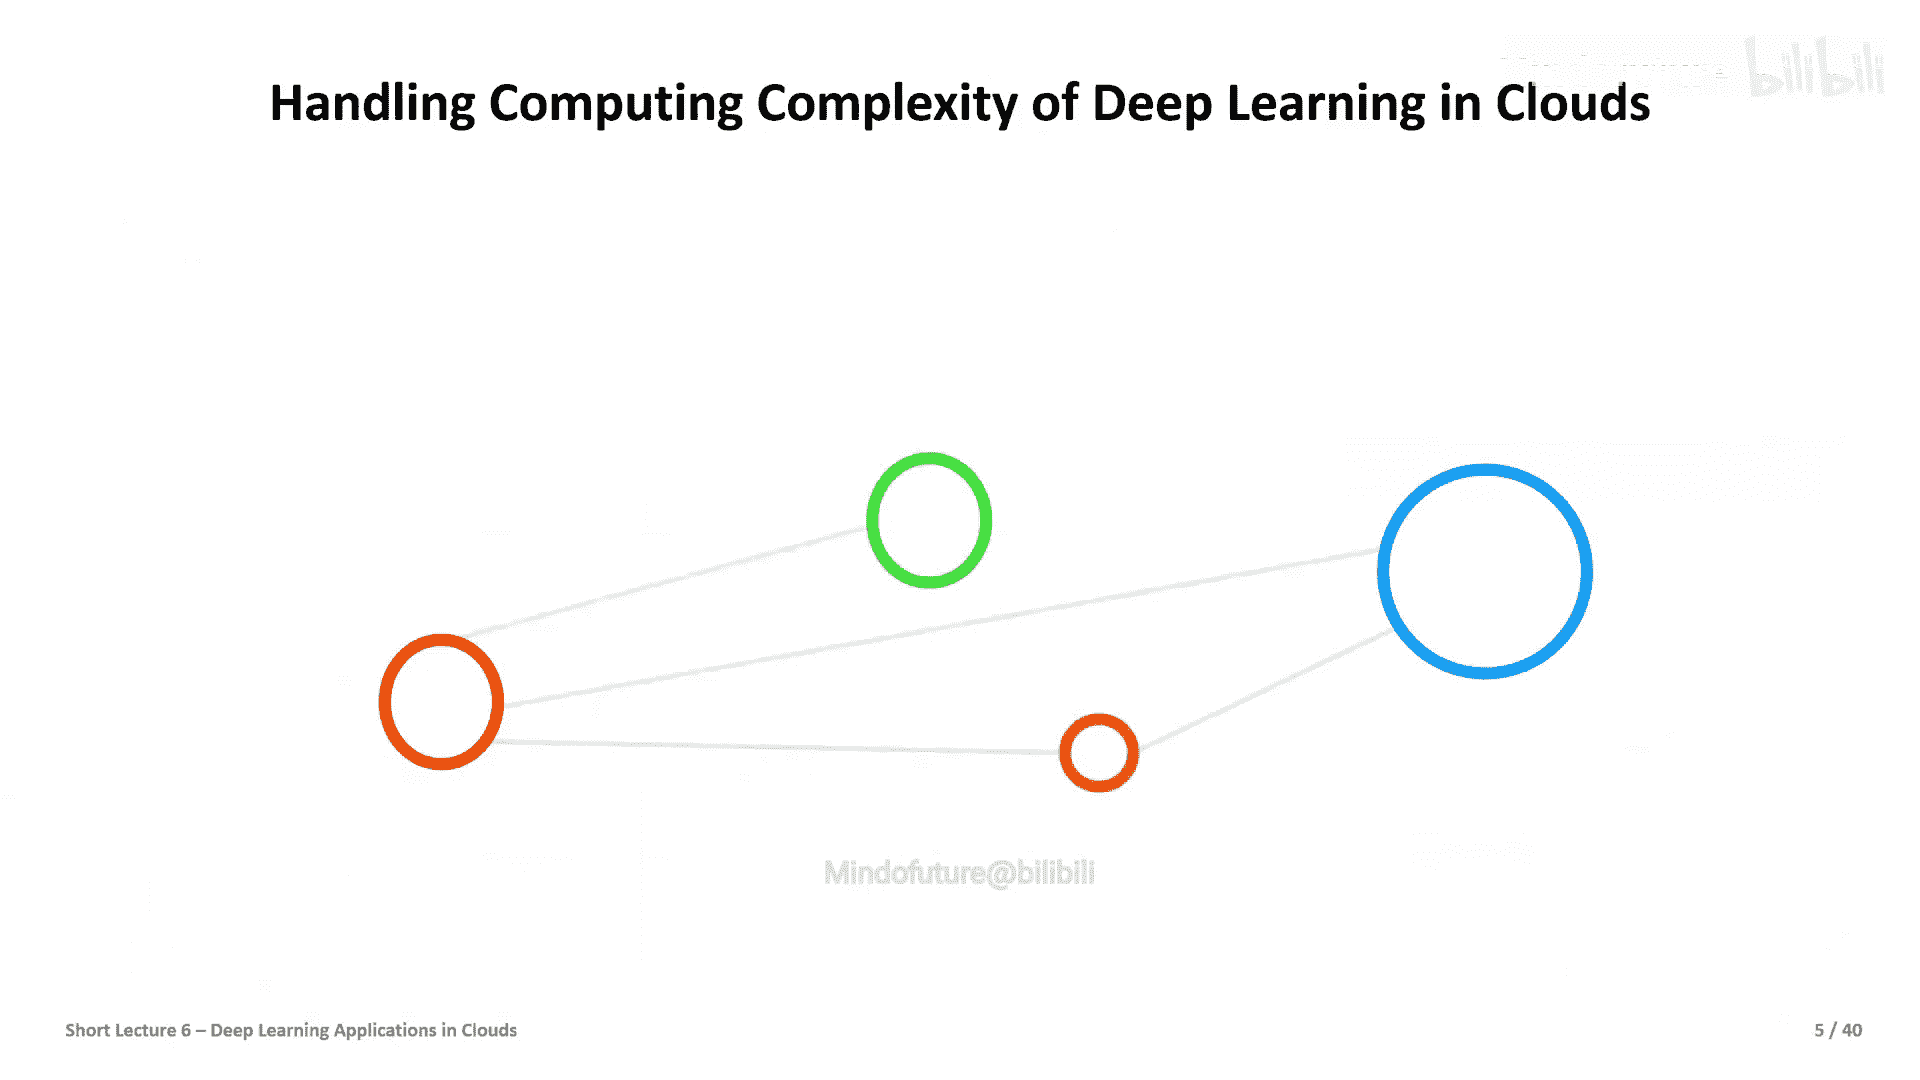 bilibili
Handling Computing Complexity of Deep Learning in Clouds
Mindofuture@bilibili
Short Lecture 6 – Deep Learning Applications in Clouds
5 / 40